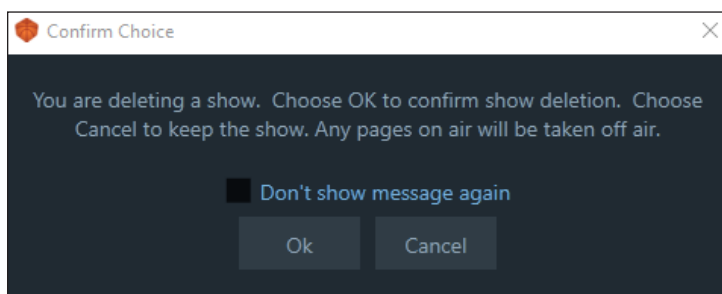 Confirm Choice
You are deleting a show.  Choose OK to confirm show deletion.  Choose
Cancel to keep the show. Any pages on air will be taken off air.
Don't show message again
Ok
Cancel